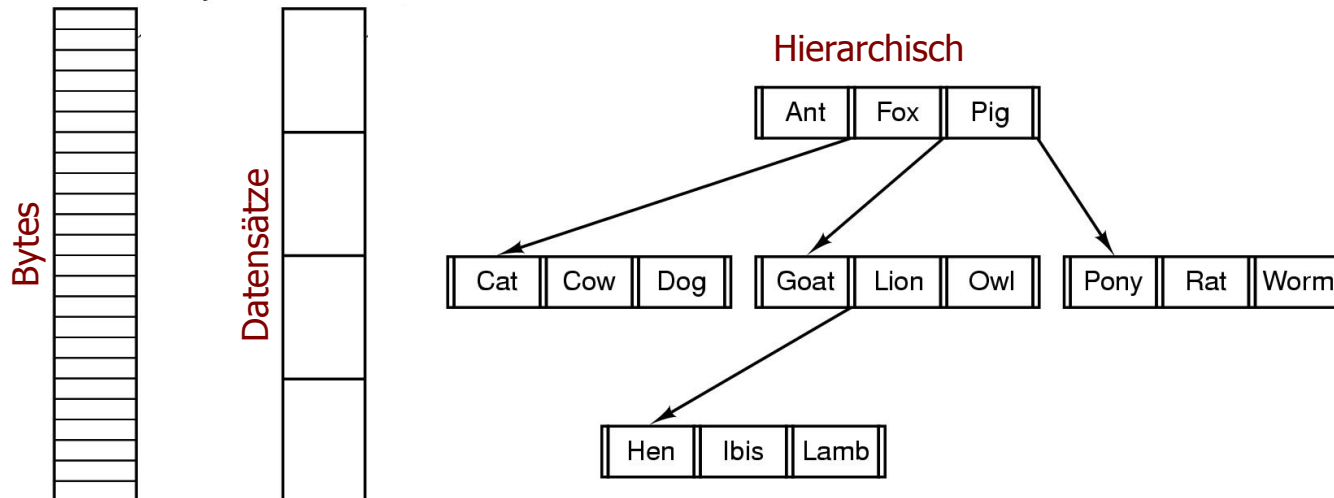 Bytes
Datensätze
Hierarchisch
Ant Fox Pig
Cat Cow Dog Goat Lion Owl Pony Rat Worm
Hen Ibis Lamb